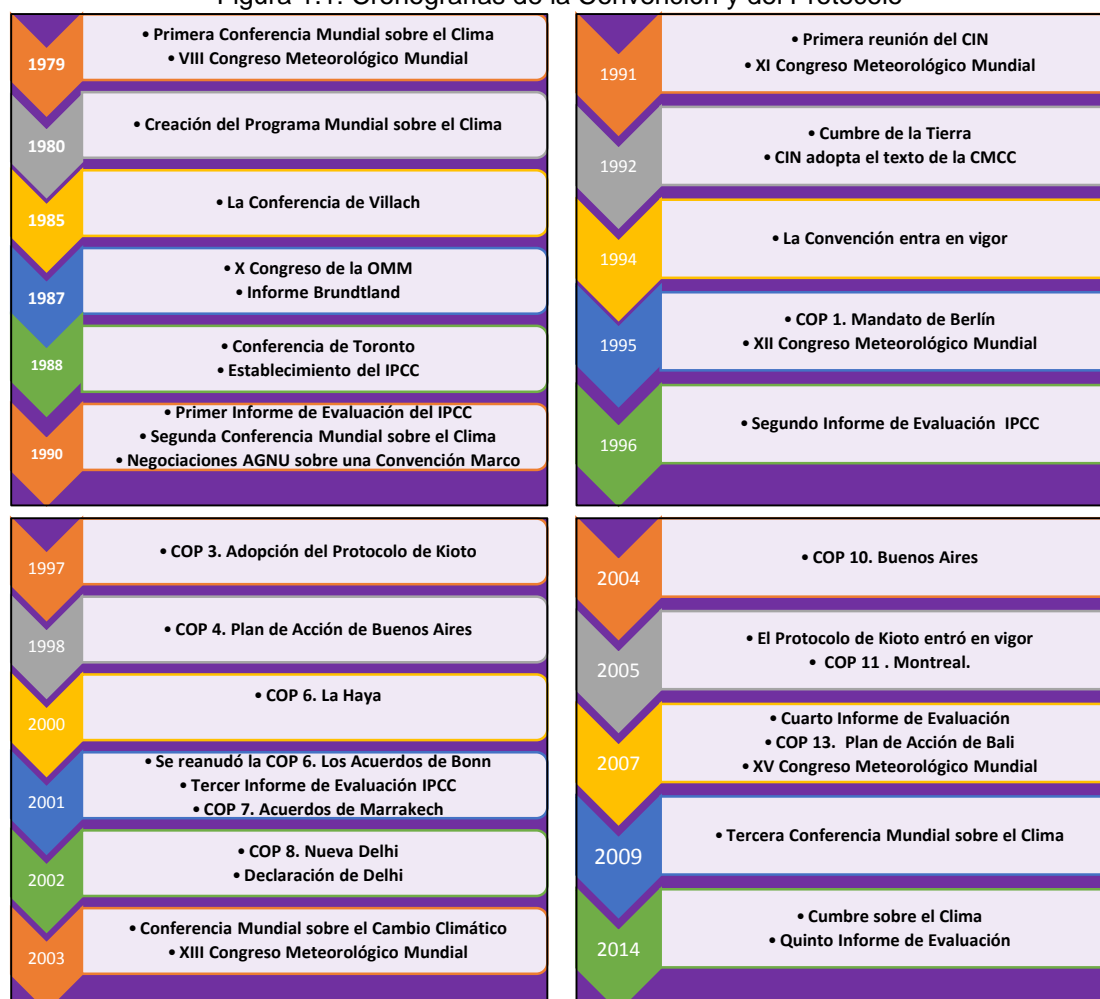 Figura 1.1. Cronografías de la Convención y del Protocolo
1979
• Primera Conferencia Mundial sobre el Clima
• VIII Congreso Meteorológico Mundial
1980
• Creación del Programa Mundial sobre el Clima
1985
• La Conferencia de Villach
1987
• X Congreso de la OMM
• Informe Brundtland
1988
• Conferencia de Toronto
• Establecimiento del IPCC
1990
• Primer Informe de Evaluación del IPCC
• Segunda Conferencia Mundial sobre el Clima
• Negociaciones AGNU sobre una Convención Marco
1991
• Primera reunión del CIN
• XI Congreso Meteorológico Mundial
1992
• Cumbre de la Tierra
• CIN adopta el texto de la CMCC
1994
• La Convención entra en vigor
1995
• COP 1. Mandato de Berlín
• XII Congreso Meteorológico Mundial
1996
• Segundo Informe de Evaluación IPCC
1997
• COP 3. Adopción del Protocolo de Kioto
1998
• COP 4. Plan de Acción de Buenos Aires
2000
• COP 6. La Haya
2001
• Se reanudó la COP 6. Los Acuerdos de Bonn
• Tercer Informe de Evaluación IPCC
• COP 7. Acuerdos de Marrakech
2002
• COP 8. Nueva Delhi
• Declaración de Delhi
2003
• Conferencia Mundial sobre el Cambio Climático
• XIII Congreso Meteorológico Mundial
2004
• COP 10. Buenos Aires
2005
• El Protocolo de Kioto entró en vigor
• COP 11 . Montreal.
2007
• Cuarto Informe de Evaluación
• COP 13. Plan de Acción de Bali
• XV Congreso Meteorológico Mundial
2009
• Tercera Conferencia Mundial sobre el Clima
2014
• Cumbre sobre el Clima
• Quinto Informe de Evaluación